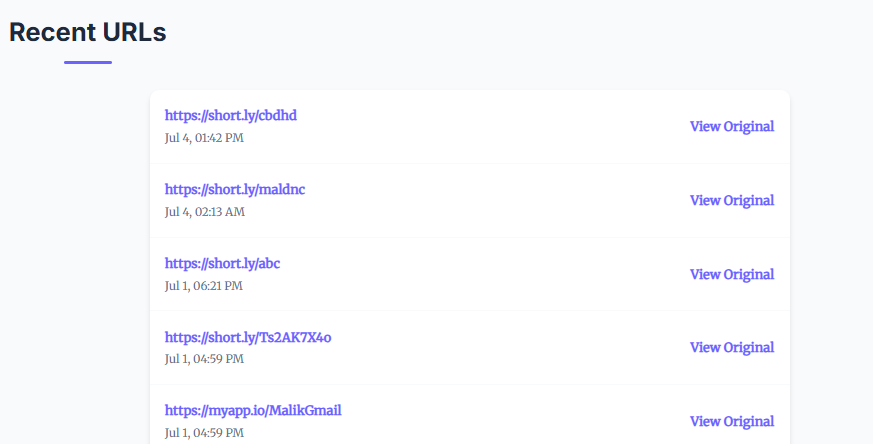 Recent URLs
https://short.ly/cbdhd
Jul 4, 01:42 PM
View Original
https://short.ly/maldnc
Jul 4, 02:13 AM
View Original
https://short.ly/abc
Jul 1, 06:21 PM
View Original
https://short.ly/Ts2AK7X4o
Jul 1, 04:59 PM
View Original
https://myapp.io/MalikGmail
Jul 1, 04:59 PM
View Original